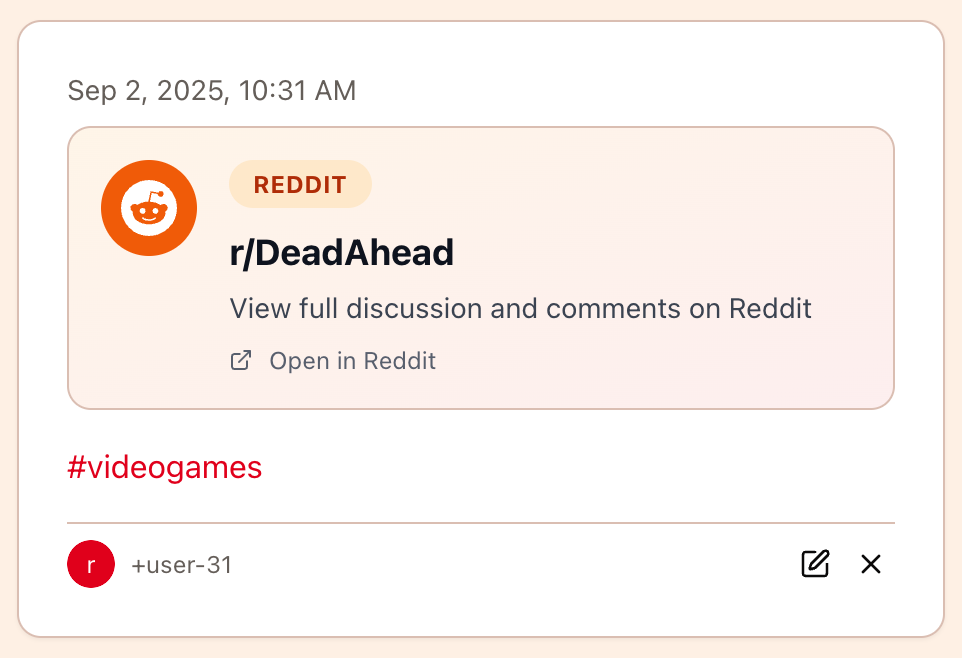 Sep 2, 2025, 10:31 AM
REDDIT
r/DeadAhead
View full discussion and comments on Reddit
Open in Reddit
#videogames
r
+user-31